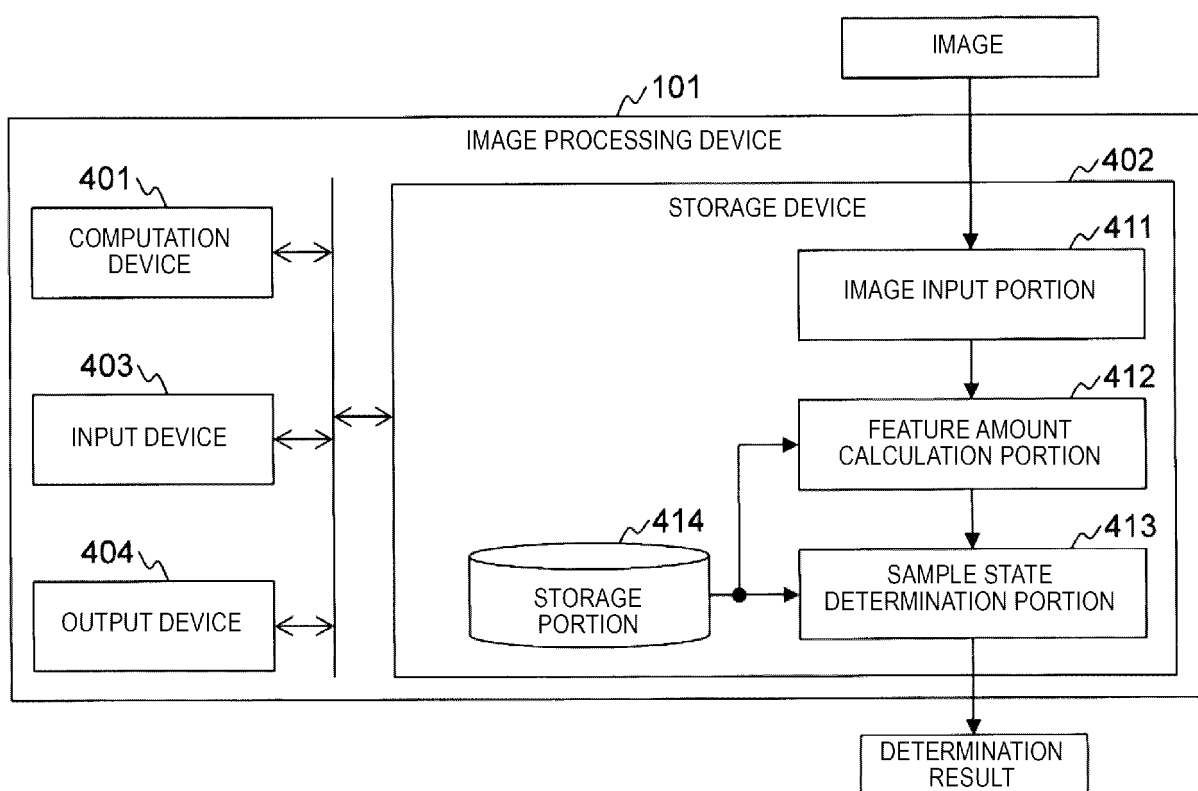 IMAGE
101
IMAGE PROCESSING DEVICE
401
COMPUTATION
DEVICE
402
STORAGE DEVICE
411
IMAGE INPUT PORTION
403
INPUT DEVICE
412
FEATURE AMOUNT
CALCULATION PORTION
414
STORAGE
PORTION
413
SAMPLE STATE
DETERMINATION PORTION
404
OUTPUT DEVICE
DETERMINATION
RESULT